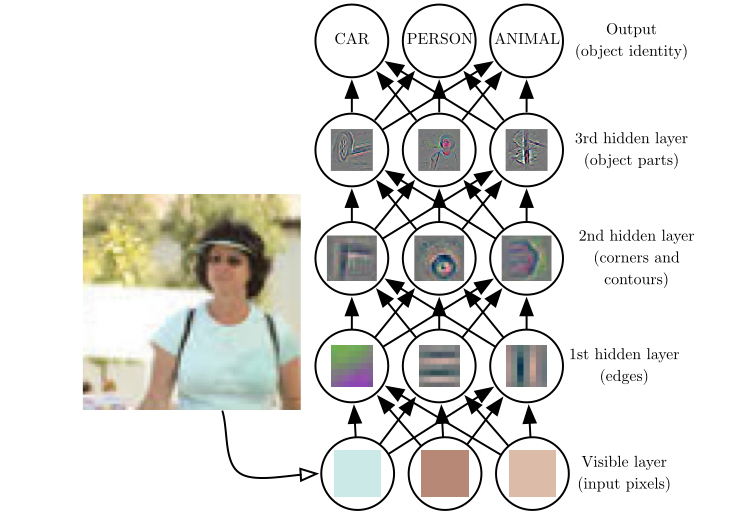 CAR
PERSON
ANIMAL
Output
(object identity)
3rd hidden layer
(object parts)
2nd hidden layer
(corners and
contours)
1st hidden layer
(edges)
Visible layer
(input pixels)